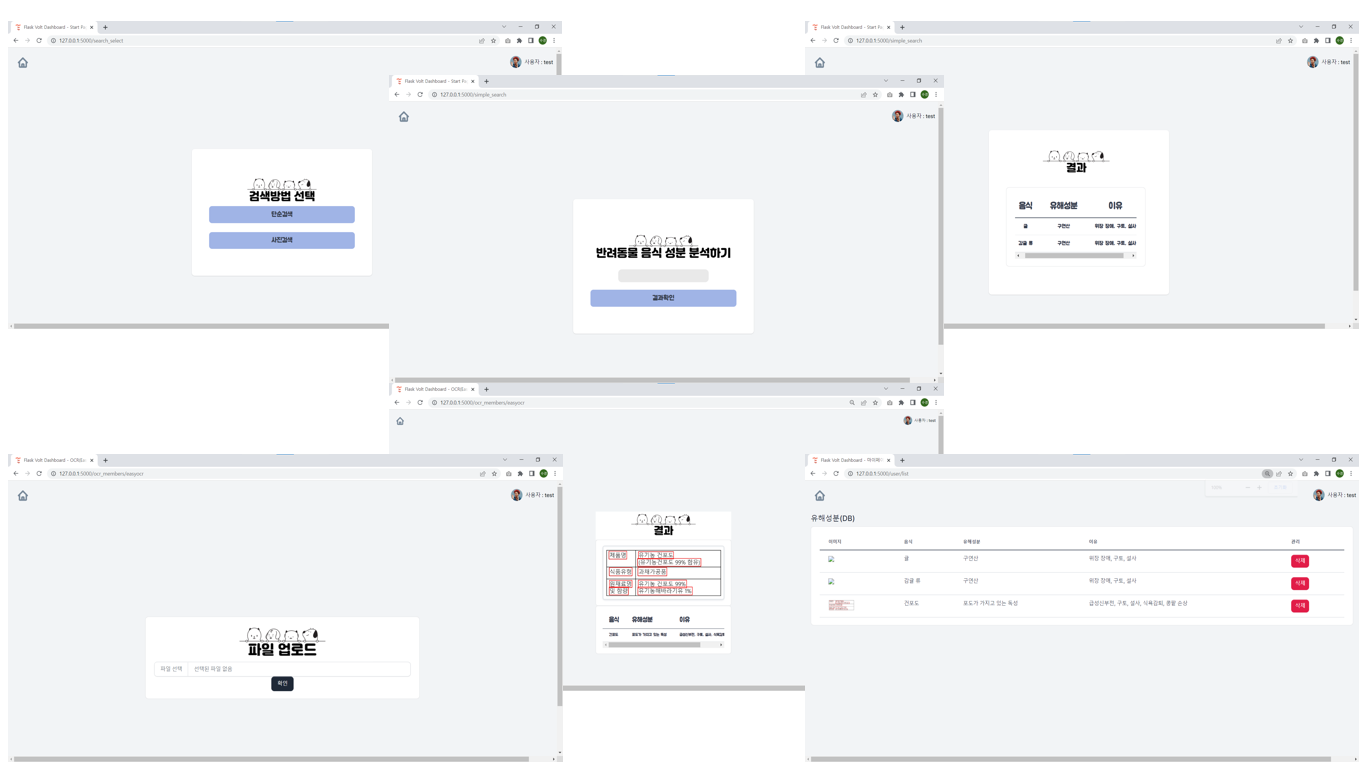 Flask Volt Dashboard - Start Pa
127.0.0.1:5000/search_select
사용자 : test
검색방법 선택
단순검색
사진검색
Flask Volt Dashboard - Start Pa
127.0.0.1:5000/simple_search
사용자 : test
반려동물 음식 성분 분석하기
결과확인
Flask Volt Dashboard - Start Pa
127.0.0.1:5000/simple_search
사용자 : test
결과
음식 유해성분 이유
귤 구연산 위장 장애, 구토, 설사
감귤 류 구연산 위장 장애, 구토, 설사
Flask Volt Dashboard - OCR(Ea
127.0.0.1:5000/ocr_members/easyocr
사용자 : test
파일 업로드
파일 선택 선택된 파일 없음
확인
Flask Volt Dashboard - OCR(Ea
127.0.0.1:5000/ocr_members/easyocr
사용자 : test
결과
제품명 유기농 건포도
(유기농건포도 99% 함유)
식품유형 과채가공품
원재료명 유기농 건포도 99%
및 함량 유기농해바라기유 1%
음식 유해성분 이유
건포도 포도가 가지고 있는 독성 급성신부전, 구토, 설사, 식욕감퇴
Flask Volt Dashboard - 마이페이
127.0.0.1:5000/user/list
사용자 : test
유해성분(DB)
이미지 음식 유해성분 이유 관리
귤 구연산 위장 장애, 구토, 설사 삭제
감귤 류 구연산 위장 장애, 구토, 설사 삭제
건포도 포도가 가지고 있는 독성 급성신부전, 구토, 설사, 식욕감퇴, 콩팥 손상 삭제